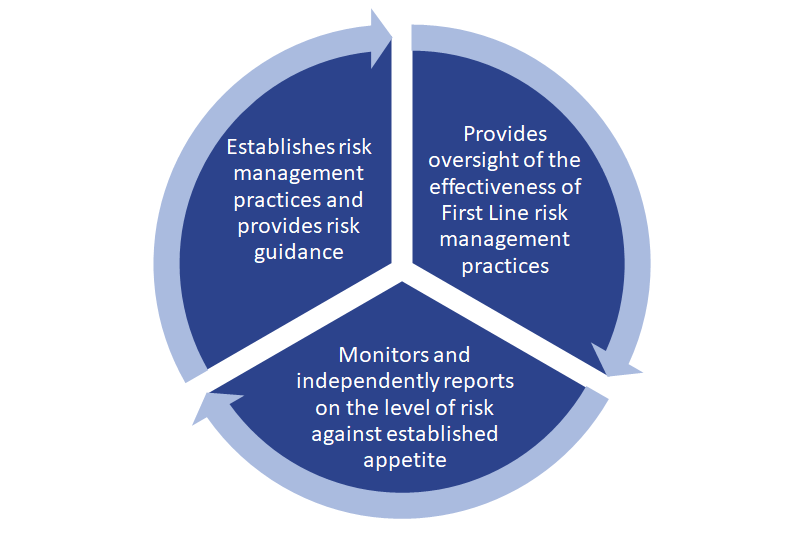 Establishes risk
management
practices and
provides risk
guidance
Provides
oversight of the
effectiveness of
First Line risk
management
practices
Monitors and
independently reports
on the level of risk
against established
appetite